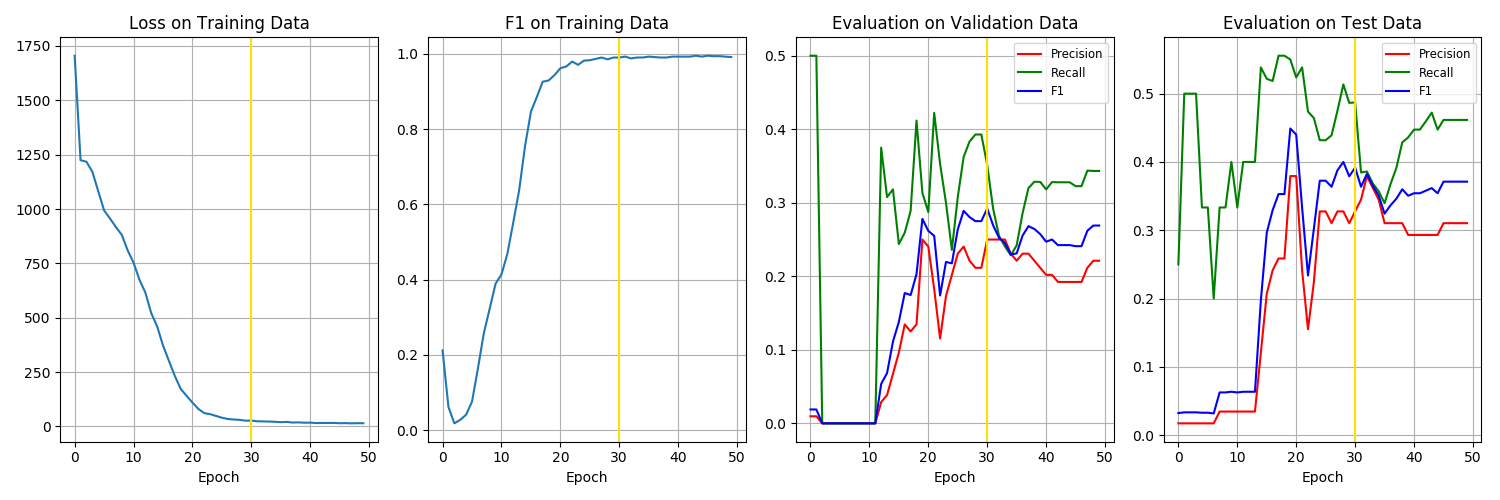 Loss on Training Data
1750
1500
1250
1000
750
500
250
0
0 10 20 30 40 50
Epoch
F1 on Training Data
1.0
0.8
0.6
0.4
0.2
0.0
0 10 20 30 40 50
Epoch
Evaluation on Validation Data
Precision
Recall
F1
0.5
0.4
0.3
0.2
0.1
0.0
0 10 20 30 40 50
Epoch
Evaluation on Test Data
Precision
Recall
F1
0.5
0.4
0.3
0.2
0.1
0.0
0 10 20 30 40 50
Epoch